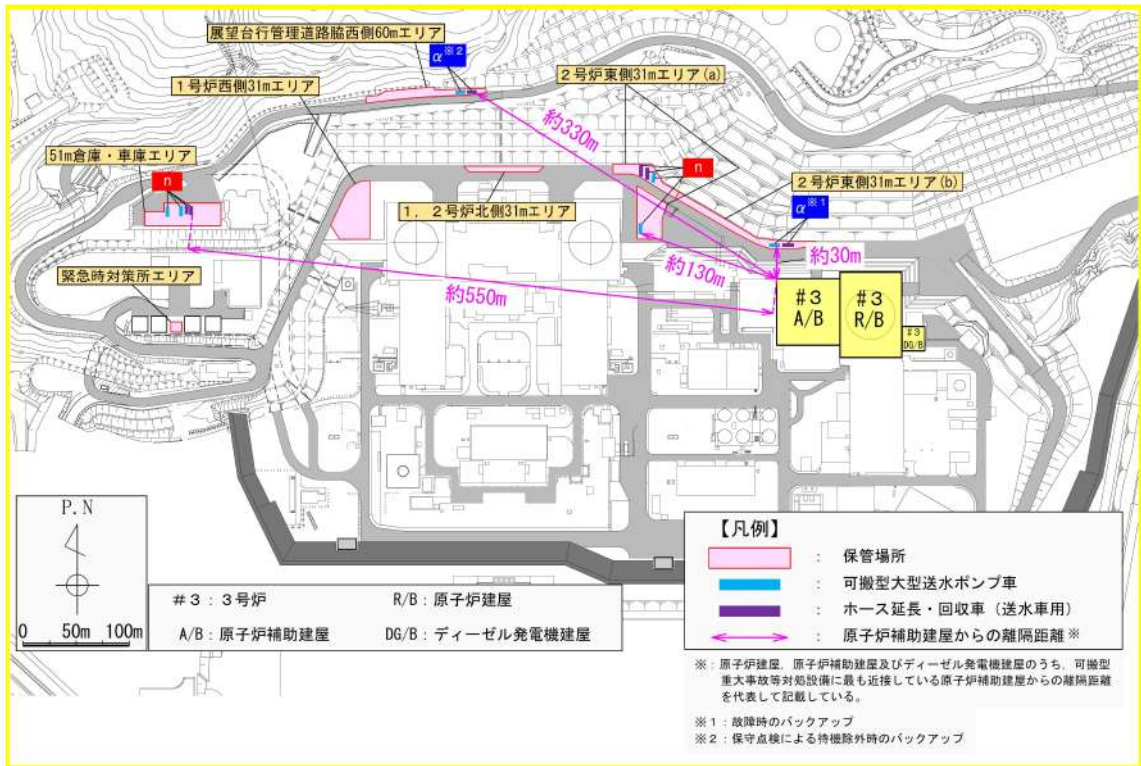 展望台行管理道路脇西側60mエリア
α※2
1号炉西側31mエリア
2号炉東側31mエリア(a)
約330m
51m倉庫・車庫エリア
n
n
2号炉東側31mエリア(b)
α※1
1，2号炉北側31mエリア
約30m
約130m
緊急時対策所エリア
約550m
#3
A/B
#3
R/B
#3
DG/B
P.N
0 50m 100m
#3：3号炉
R/B：原子炉建屋
A/B：原子炉補助建屋
DG/B：ディーゼル発電機建屋
【凡例】
： 保管場所
： 可搬型大型送水ポンプ車
： ホース延長・回収車（送水車用）
： 原子炉補助建屋からの離隔距離※
※：原子炉建屋，原子炉補助建屋及びディーゼル発電機建屋のうち，可搬型
重大事故等対処設備に最も近接している原子炉補助建屋からの離隔距離
を代表して記載している。
※1：故障時のバックアップ
※2：保守点検による待機除外時のバックアップ